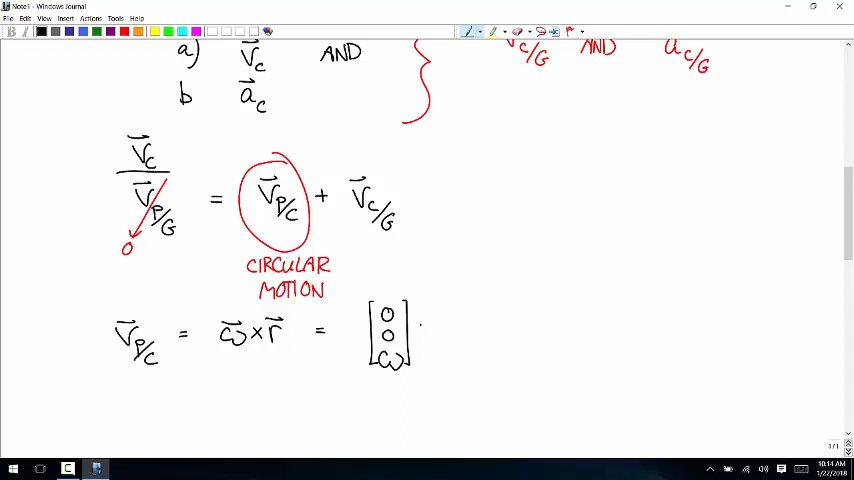 Note1 - Windows Journal
File Edit View Insert Actions Tools Help
B I
a) V⃗C AND VC/G AND aC/G
b a⃗C
V⃗C
V⃗P/G = V⃗P/C + V⃗C/G
0
CIRCULAR
MOTION
V⃗P/C = ω⃗ × r⃗ = [0 0 ω]
1/1
10:14 AM
1/22/2018